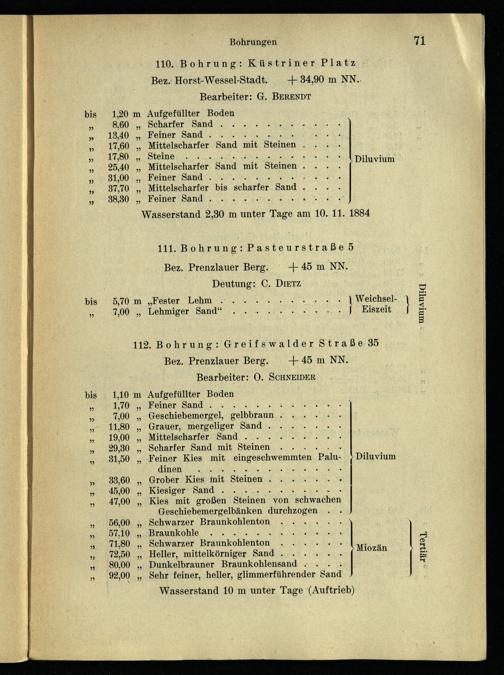 Bohrungen 71
110. Bohrung: Küstriner Platz
Bez. Horst-Wessel-Stadt. + 34,90 m NN.
Bearbeiter: G. BERENDT
bis 1,20 m Aufgefüllter Boden
„ 8,60 „ Scharfer Sand . . . . . . . . . . . .
„ 13,40 „ Feiner Sand . . . . . . . . . . . . .
„ 17,60 „ Mittelscharfer Sand mit Steinen . . . .
„ 17,80 „ Steine . . . . . . . . . . . . . . . Diluvium
„ 25,40 „ Mittelscharfer Sand mit Steinen . . . .
„ 31,00 „ Feiner Sand . . . . . . . . . . . . .
„ 37,70 „ Mittelscharfer bis scharfer Sand . . . .
„ 38,30 „ Feiner Sand . . . . . . . . . . . . .
Wasserstand 2,30 m unter Tage am 10. 11. 1884
111. Bohrung: Pasteurstraße 5
Bez. Prenzlauer Berg. + 45 m NN.
Deutung: C. DIETZ
bis 5,70 m „Fester Lehm . . . . . . . . . . . Weichsel-
„ 7,00 „ Lehmiger Sand“ . . . . . . . . . . . Eiszeit
Diluvium
112. Bohrung: Greifswalder Straße 35
Bez. Prenzlauer Berg. + 45 m NN.
Bearbeiter: O. SCHNEIDER
bis 1,10 m Aufgefüllter Boden
„ 1,70 „ Feiner Sand . . . . . . . . . . . .
„ 7,00 „ Geschiebemergel, gelbbraun . . . . . .
„ 11,80 „ Grauer, mergeliger Sand . . . . . . .
„ 19,00 „ Mittelscharfer Sand . . . . . . . . .
„ 29,30 „ Scharfer Sand mit Steinen . . . . . .
„ 31,50 „ Feiner Kies mit eingeschwemmten Palu- Diluvium
dinen . . . . . . . . . . . . .
„ 33,60 „ Grober Kies mit Steinen . . . . . . .
„ 45,00 „ Kiesiger Sand . . . . . . . . . . .
„ 47,00 „ Kies mit großen Steinen von schwachen
Geschiebemergelbänken durchzogen . .
„ 56,00 „ Schwarzer Braunkohlenton . . . . . .
„ 57,10 „ Braunkohle . . . . . . . . . . . .
„ 71,80 „ Schwarzer Braunkohlenton . . . . . . Miozän
„ 72,50 „ Heller, mittelkörniger Sand . . . . . .
„ 80,00 „ Dunkelbrauner Braunkohlensand . . . .
„ 92,00 „ Sehr feiner, heller, glimmerführender Sand
Tertiär
Wasserstand 10 m unter Tage (Auftrieb)